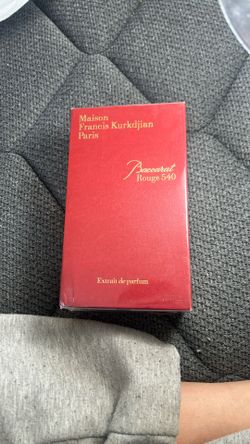 Maison
Francis Kurkdjian
Paris
Baccarat
Rouge 540
Extrait de parfum